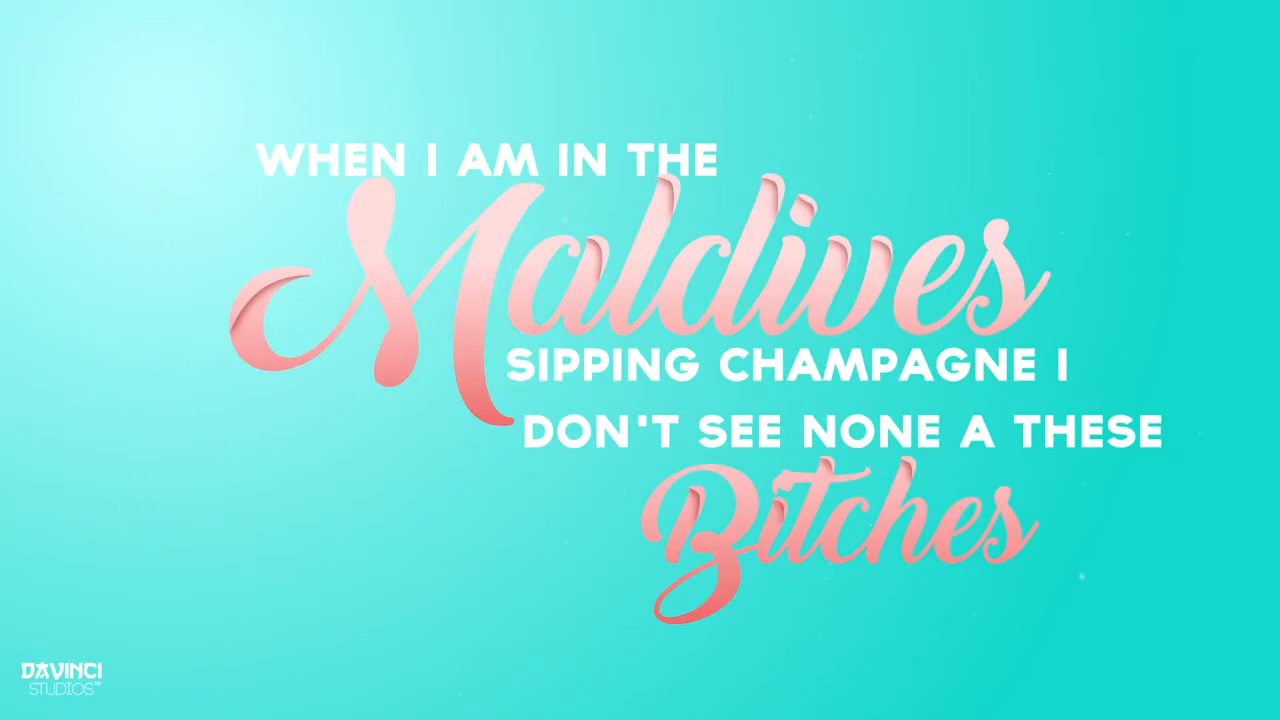 WHEN I AM IN THE
Maldives
SIPPING CHAMPAGNE I
DON'T SEE NONE A THESE
Bitches
DAVINCI
STUDIOS™